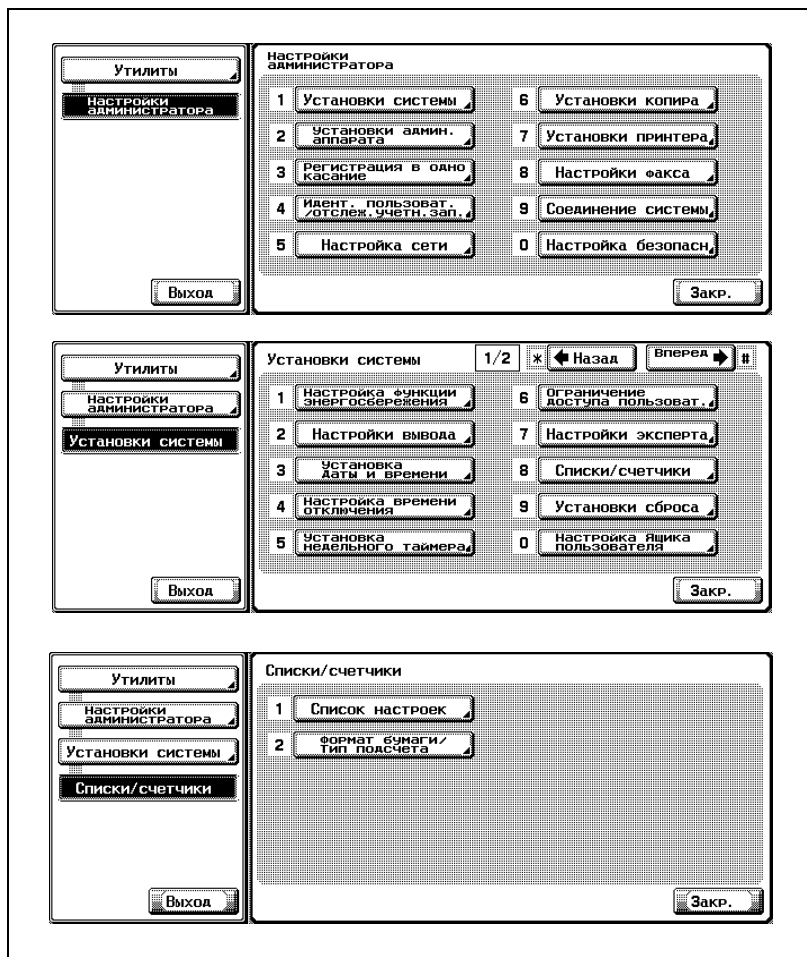 Утилиты
Настройки
администратора
Выход
Настройки
администратора
1 Установки системы
2 Установки админ.
аппарата
3 Регистрация в одно
касание
4 Идент. пользоват.
/отслеж.учетн.зап.
5 Настройка сети
6 Установки копира
7 Установки принтера
8 Настройки факса
9 Соединение системы
0 Настройка безопасн
Закр.
Утилиты
Настройки
администратора
Установки системы
Выход
Установки системы 1/2 * Назад Вперед #
1 Настройка функции
энергосбережения
2 Настройки вывода
3 Установка
даты и времени
4 Настройка времени
отключения
5 Установка
недельного таймера
6 Ограничение
доступа пользоват.
7 Настройки эксперта
8 Списки/счетчики
9 Установки сброса
0 Настройка Ящика
пользователя
Закр.
Утилиты
Настройки
администратора
Установки системы
Списки/счетчики
Выход
Списки/счетчики
1 Список настроек
2 Формат бумаги/
Тип подсчета
Закр.